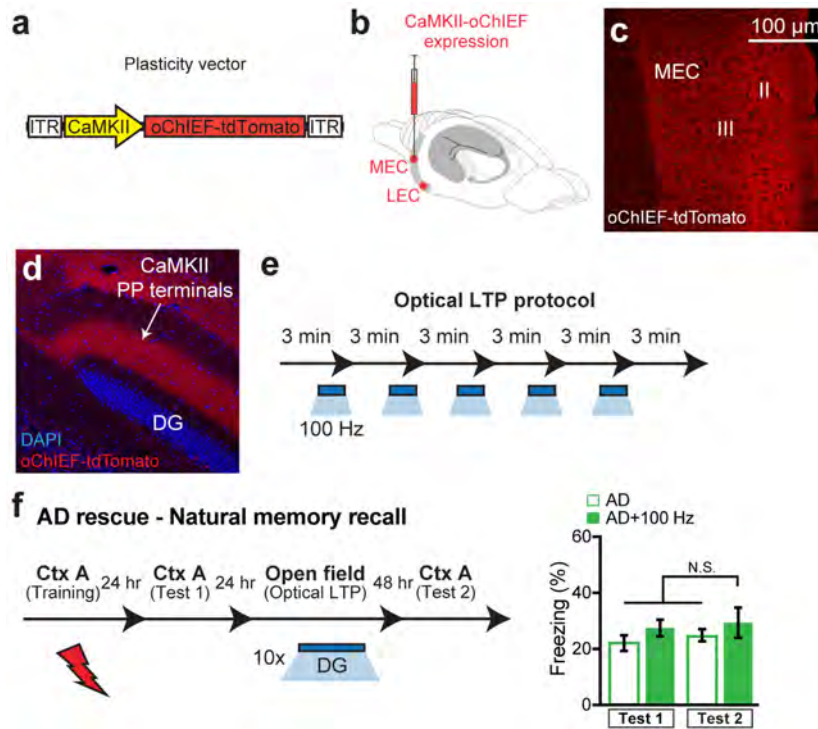 a
Plasticity vector
ITR CaMKII oChIEF-tdTomato ITR
b
CaMKII-oChIEF
expression
MEC
LEC
c
100 µm
MEC
II
III
oChIEF-tdTomato
d
CaMKII
PP terminals
DG
DAPI
oChIEF-tdTomato
e
Optical LTP protocol
3 min 3 min 3 min 3 min 3 min 3 min
100 Hz
f AD rescue - Natural memory recall
Ctx A 24 hr Ctx A 24 hr Open field 48 hr Ctx A
(Training) (Test 1) (Optical LTP) (Test 2)
10x
DG
AD
AD+100 Hz
Freezing (%)
60
40
20
0
N.S.
Test 1 Test 2